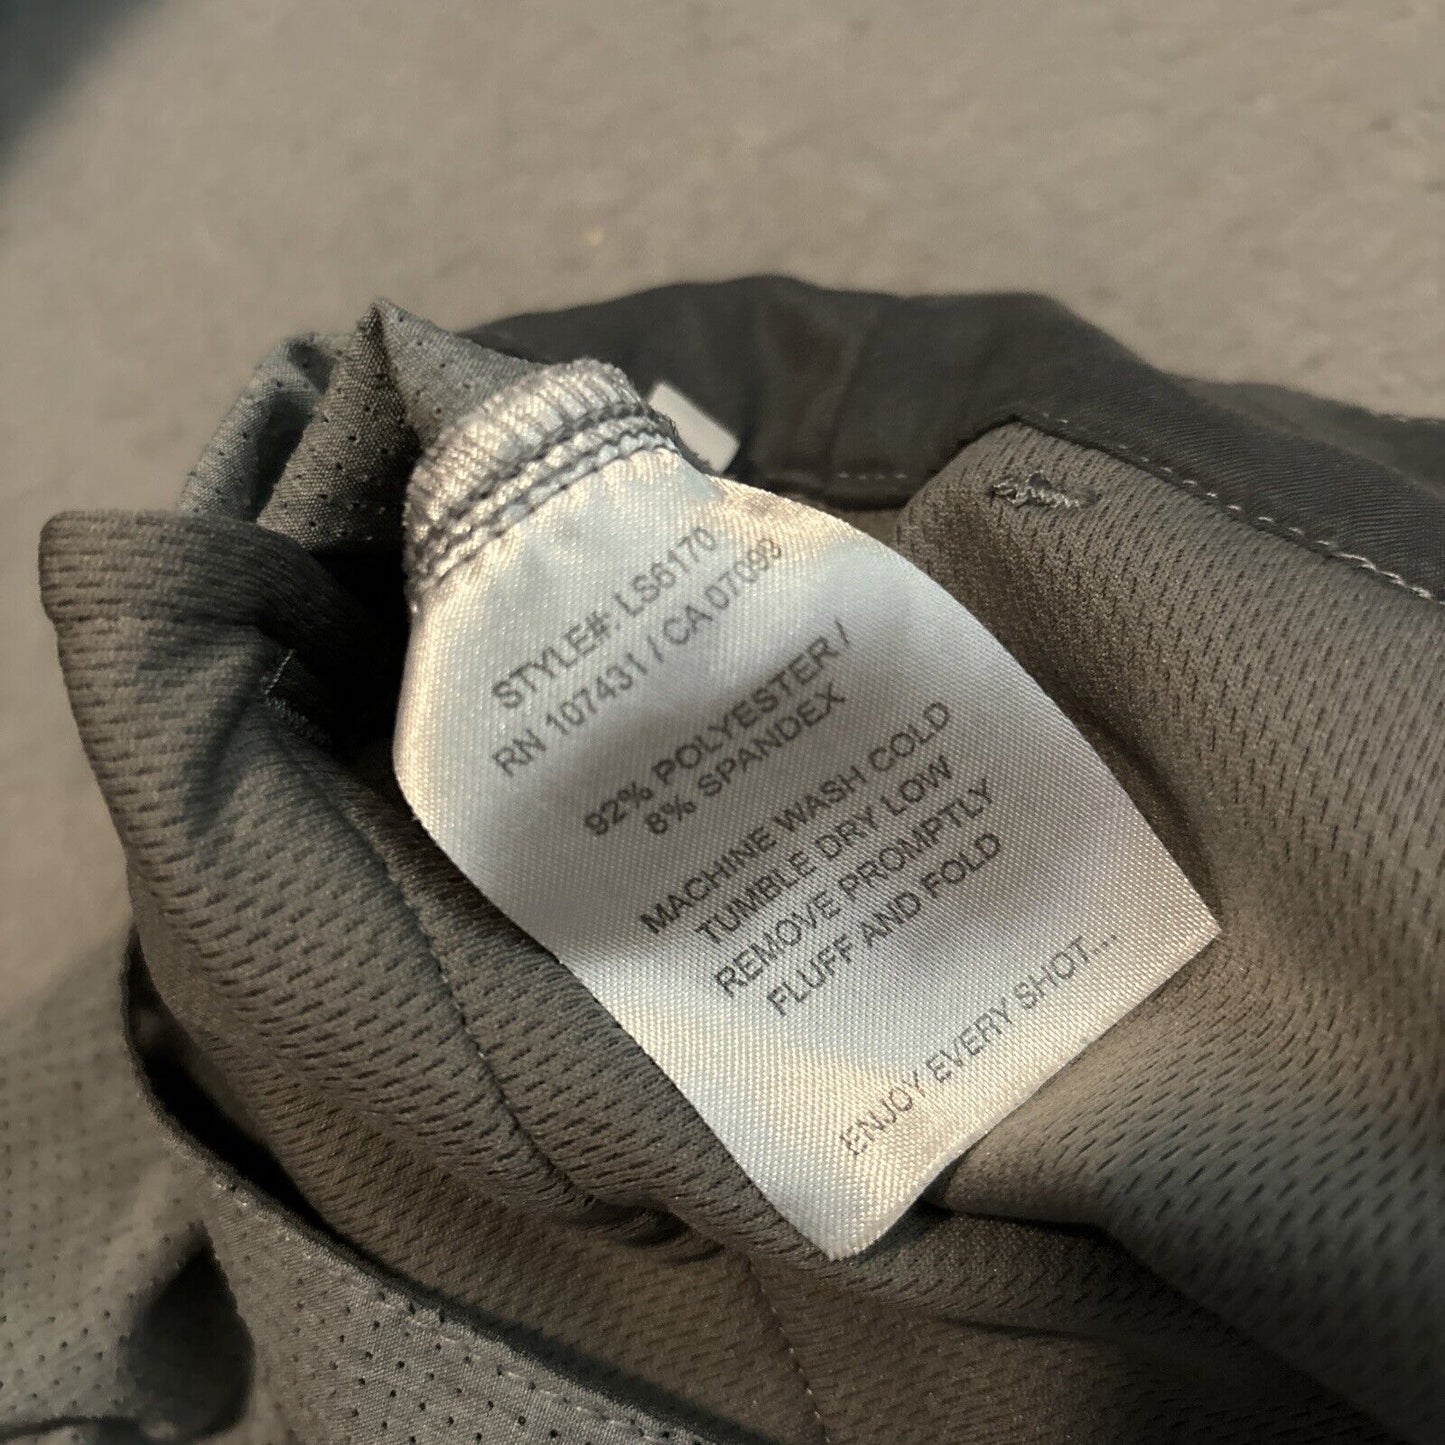 STYLE#: LS6170
RN 107431 / CA 07098
92% POLYESTER /
8% SPANDEX
MACHINE WASH COLD
TUMBLE DRY LOW
REMOVE PROMPTLY
FLUFF AND FOLD
ENJOY EVERY SHOT...